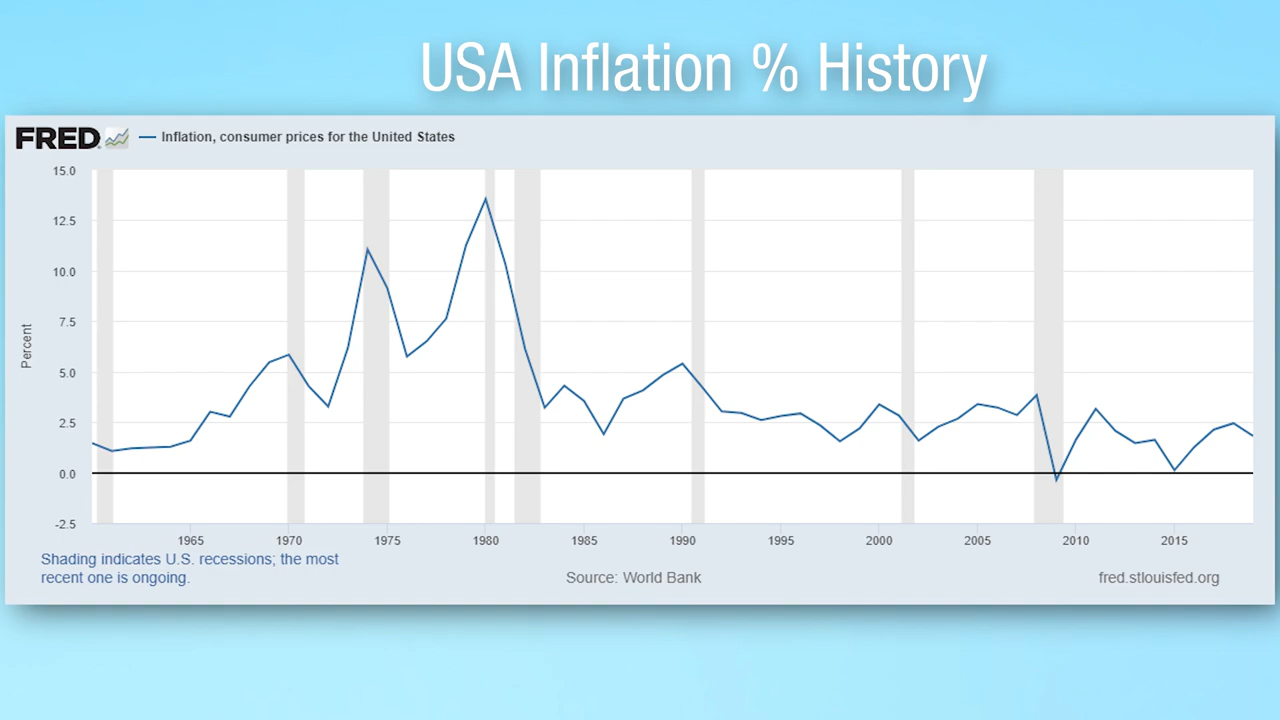 USA Inflation % History
FRED
Inflation, consumer prices for the United States
15.0
12.5
10.0
7.5
5.0
2.5
0.0
-2.5
Percent
1965 1970 1975 1980 1985 1990 1995 2000 2005 2010 2015
Shading indicates U.S. recessions; the most
recent one is ongoing.
Source: World Bank
fred.stlouisfed.org